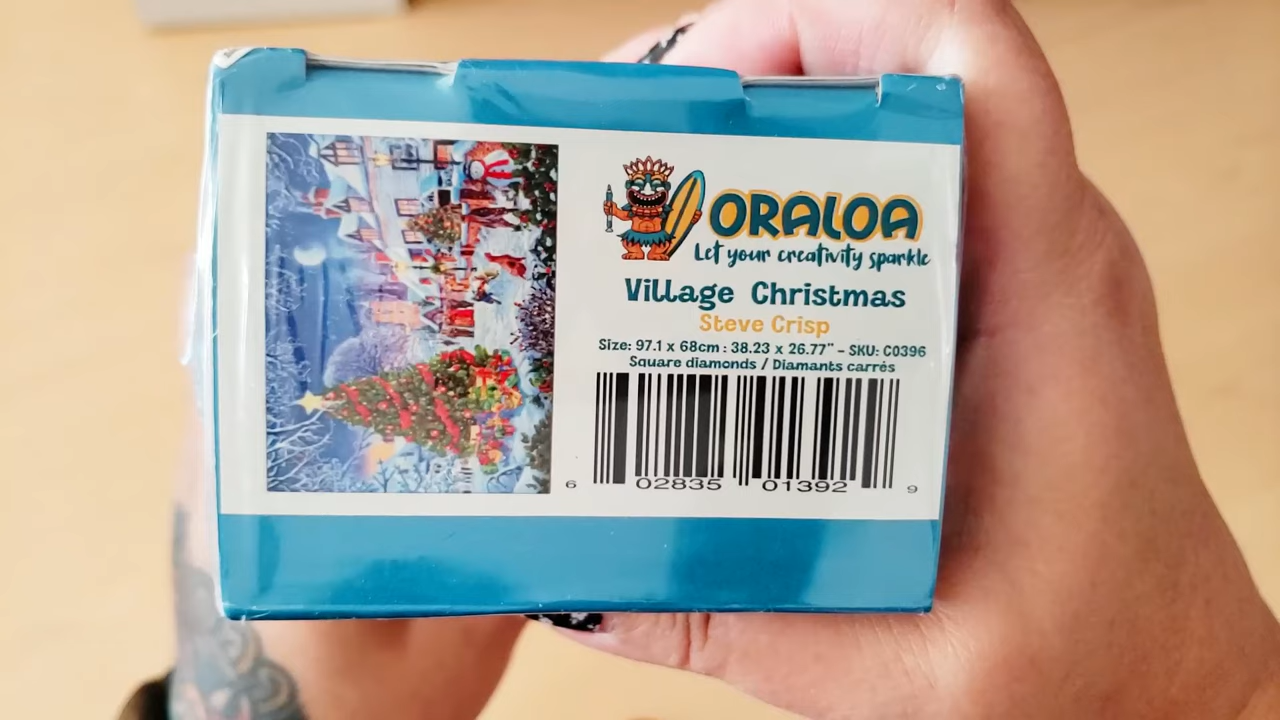 ORALOA
Let your creativity sparkle
Village Christmas
Steve Crisp
Size: 97.1 x 68cm : 38.23 x 26.77" - SKU: C0396
Square diamonds / Diamants carrés
6 02835 01392 9